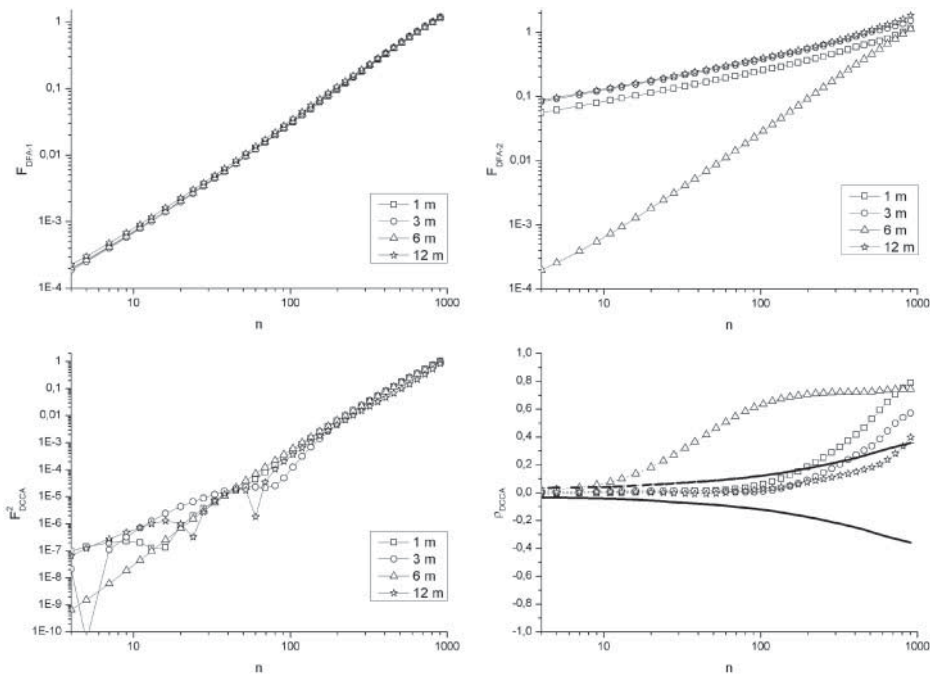 1
0,1
0,01
1E-3
1E-4
F_DFA-1
10
100
1000
n
1 m
3 m
6 m
12 m
1
0,1
0,01
1E-3
1E-4
F_DFA-2
10
100
1000
n
1 m
3 m
6 m
12 m
1
0,1
0,01
1E-3
1E-4
1E-5
1E-6
1E-7
1E-8
1E-9
1E-10
F²_DCCA
10
100
1000
n
1 m
3 m
6 m
12 m
1,0
0,8
0,6
0,4
0,2
0,0
-0,2
-0,4
-0,6
-0,8
-1,0
ρ_DCCA
10
100
1000
n
1 m
3 m
6 m
12 m